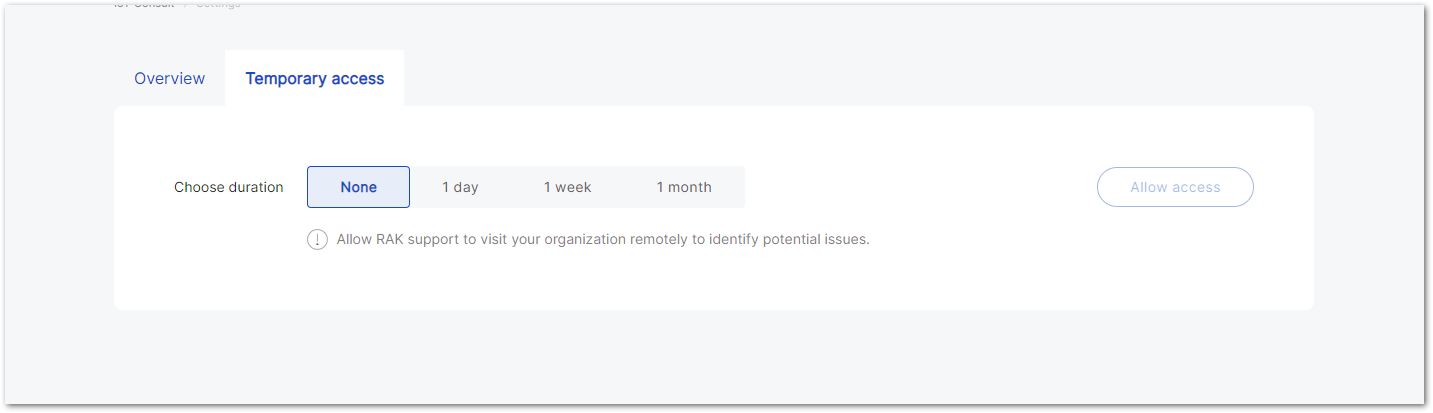 Overview Temporary access
Choose duration None 1 day 1 week 1 month Allow access
Allow RAK support to visit your organization remotely to identify potential issues.